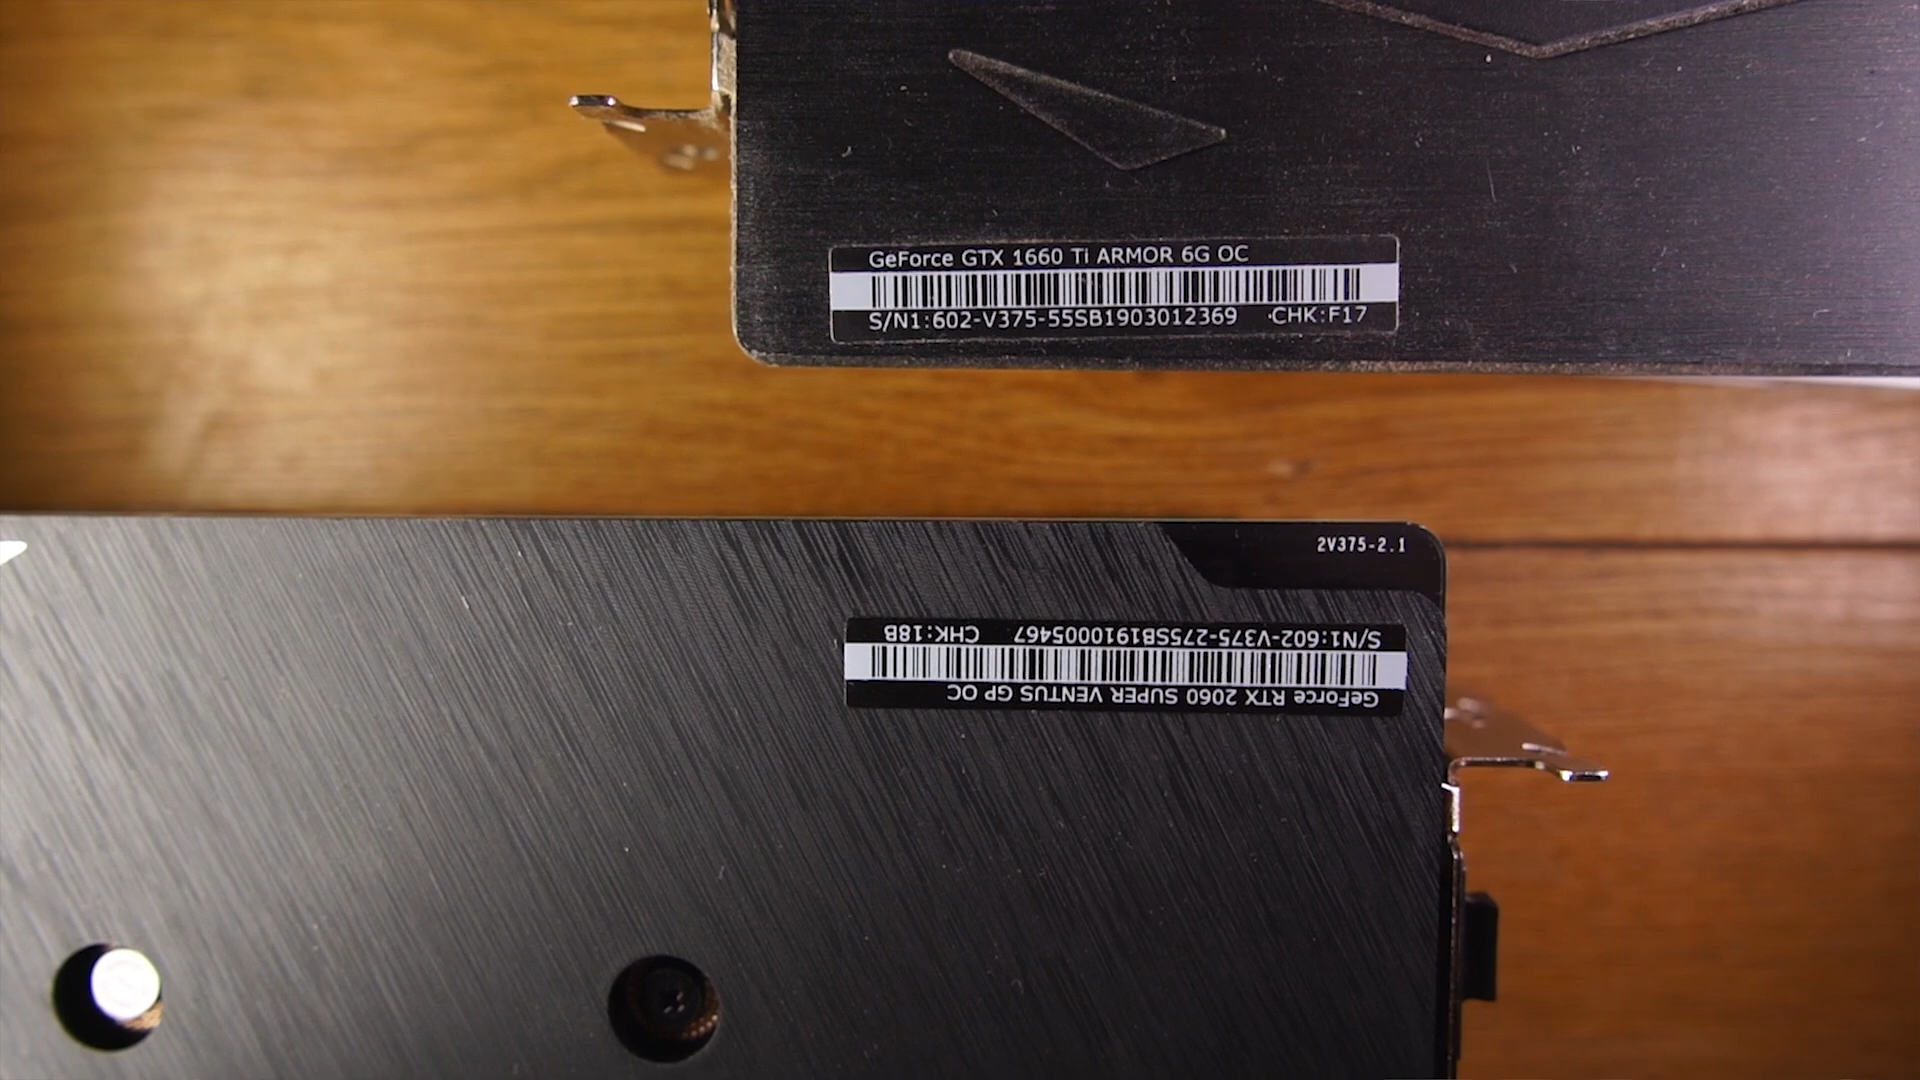 GeForce GTX 1660 Ti ARMOR 6G OC
S/N1:602-V375-55SB1903012369 CHK:F17
2V375-2.1
GeForce RTX 2060 SUPER VENTUS GP OC
S/N1:602-V375-275SB1910005467 CHK:18B